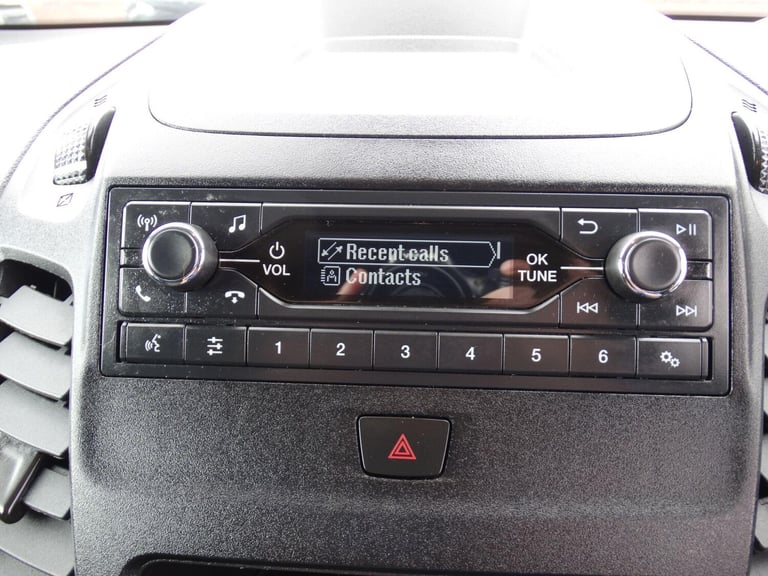 Recent calls
Contacts
VOL
OK
TUNE
1 2 3 4 5 6